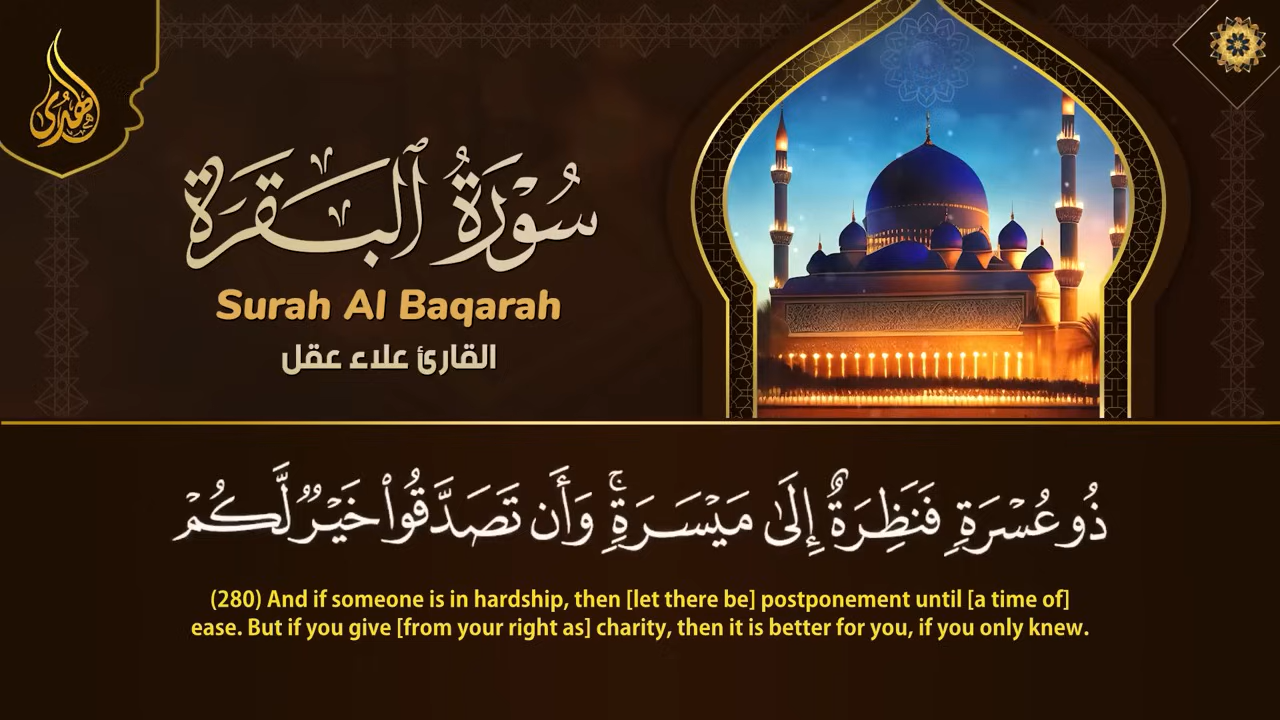 الهدى
سُورَةُ ٱلْبَقَرَةِ
Surah Al Baqarah
القارئ علاء عقل
ذُو عُسْرَةٍ فَنَظِرَةٌ إِلَىٰ مَيْسَرَةٍۚ وَأَن تَصَدَّقُوا۟ خَيْرٌ لَّكُمْ
(280) And if someone is in hardship, then [let there be] postponement until [a time of]
ease. But if you give [from your right as] charity, then it is better for you, if you only knew.